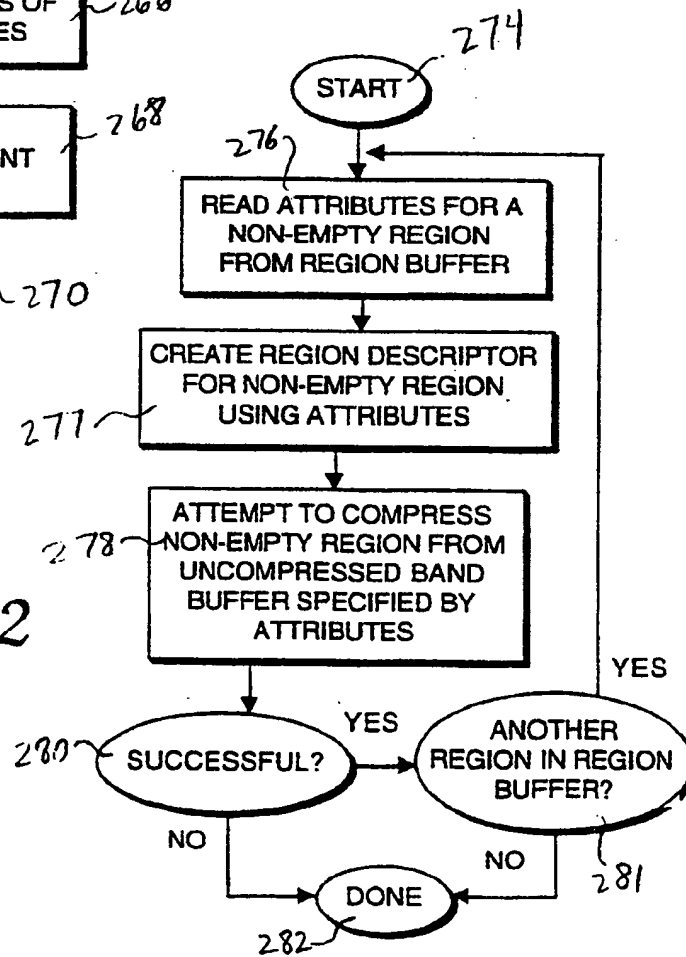 S OF
ES
266
268
NT
270
274
START
276
READ ATTRIBUTES FOR A
NON-EMPTY REGION
FROM REGION BUFFER
CREATE REGION DESCRIPTOR
FOR NON-EMPTY REGION
USING ATTRIBUTES
277
ATTEMPT TO COMPRESS
NON-EMPTY REGION FROM
UNCOMPRESSED BAND
BUFFER SPECIFIED BY
ATTRIBUTES
278
2
YES
280
SUCCESSFUL?
YES
ANOTHER
REGION IN REGION
BUFFER?
NO
NO
281
DONE
282